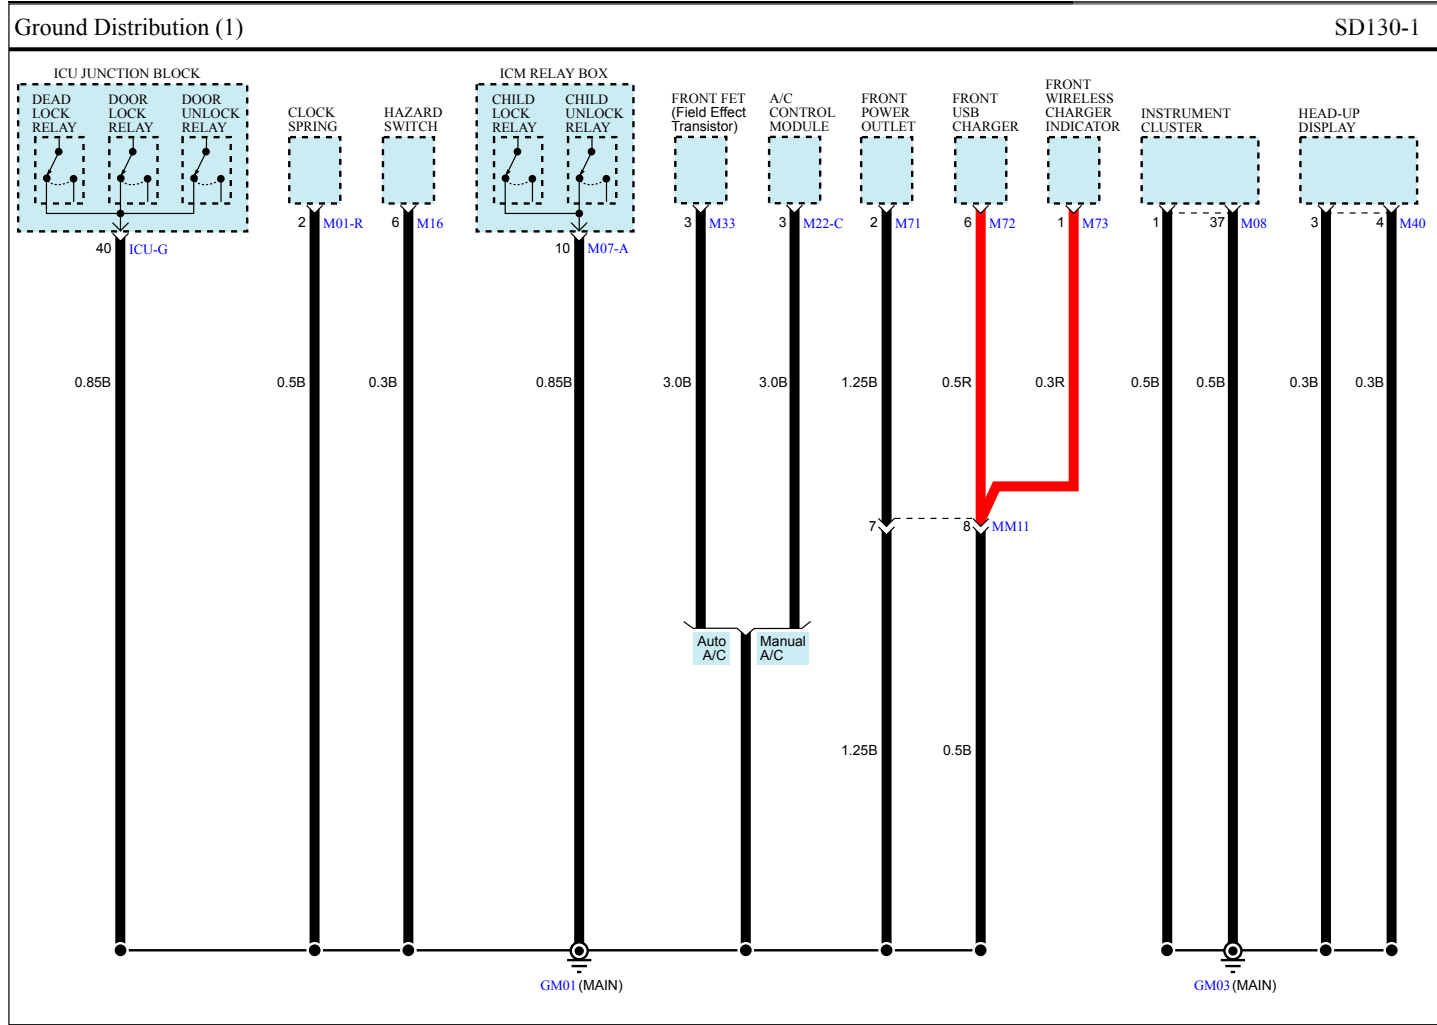 Ground Distribution (1)
SD130-1
ICU JUNCTION BLOCK
DEAD
LOCK
RELAY
DOOR
LOCK
RELAY
DOOR
UNLOCK
RELAY
CLOCK
SPRING
HAZARD
SWITCH
ICM RELAY BOX
CHILD
LOCK
RELAY
CHILD
UNLOCK
RELAY
FRONT FET
(Field Effect
Transistor)
A/C
CONTROL
MODULE
FRONT
POWER
OUTLET
FRONT
USB
CHARGER
FRONT
WIRELESS
CHARGER
INDICATOR
INSTRUMENT
CLUSTER
HEAD-UP
DISPLAY
40 ICU-G
2 M01-R
6 M16
10 M07-A
3 M33
3 M22-C
2 M71
6 M72
1 M73
1 37 M08
3 4 M40
0.85B
0.5B
0.3B
0.85B
3.0B
3.0B
1.25B
0.5R
0.3R
0.5B
0.5B
0.3B
0.3B
7 8 MM11
Auto
A/C
Manual
A/C
1.25B
0.5B
GM01 (MAIN)
GM03 (MAIN)